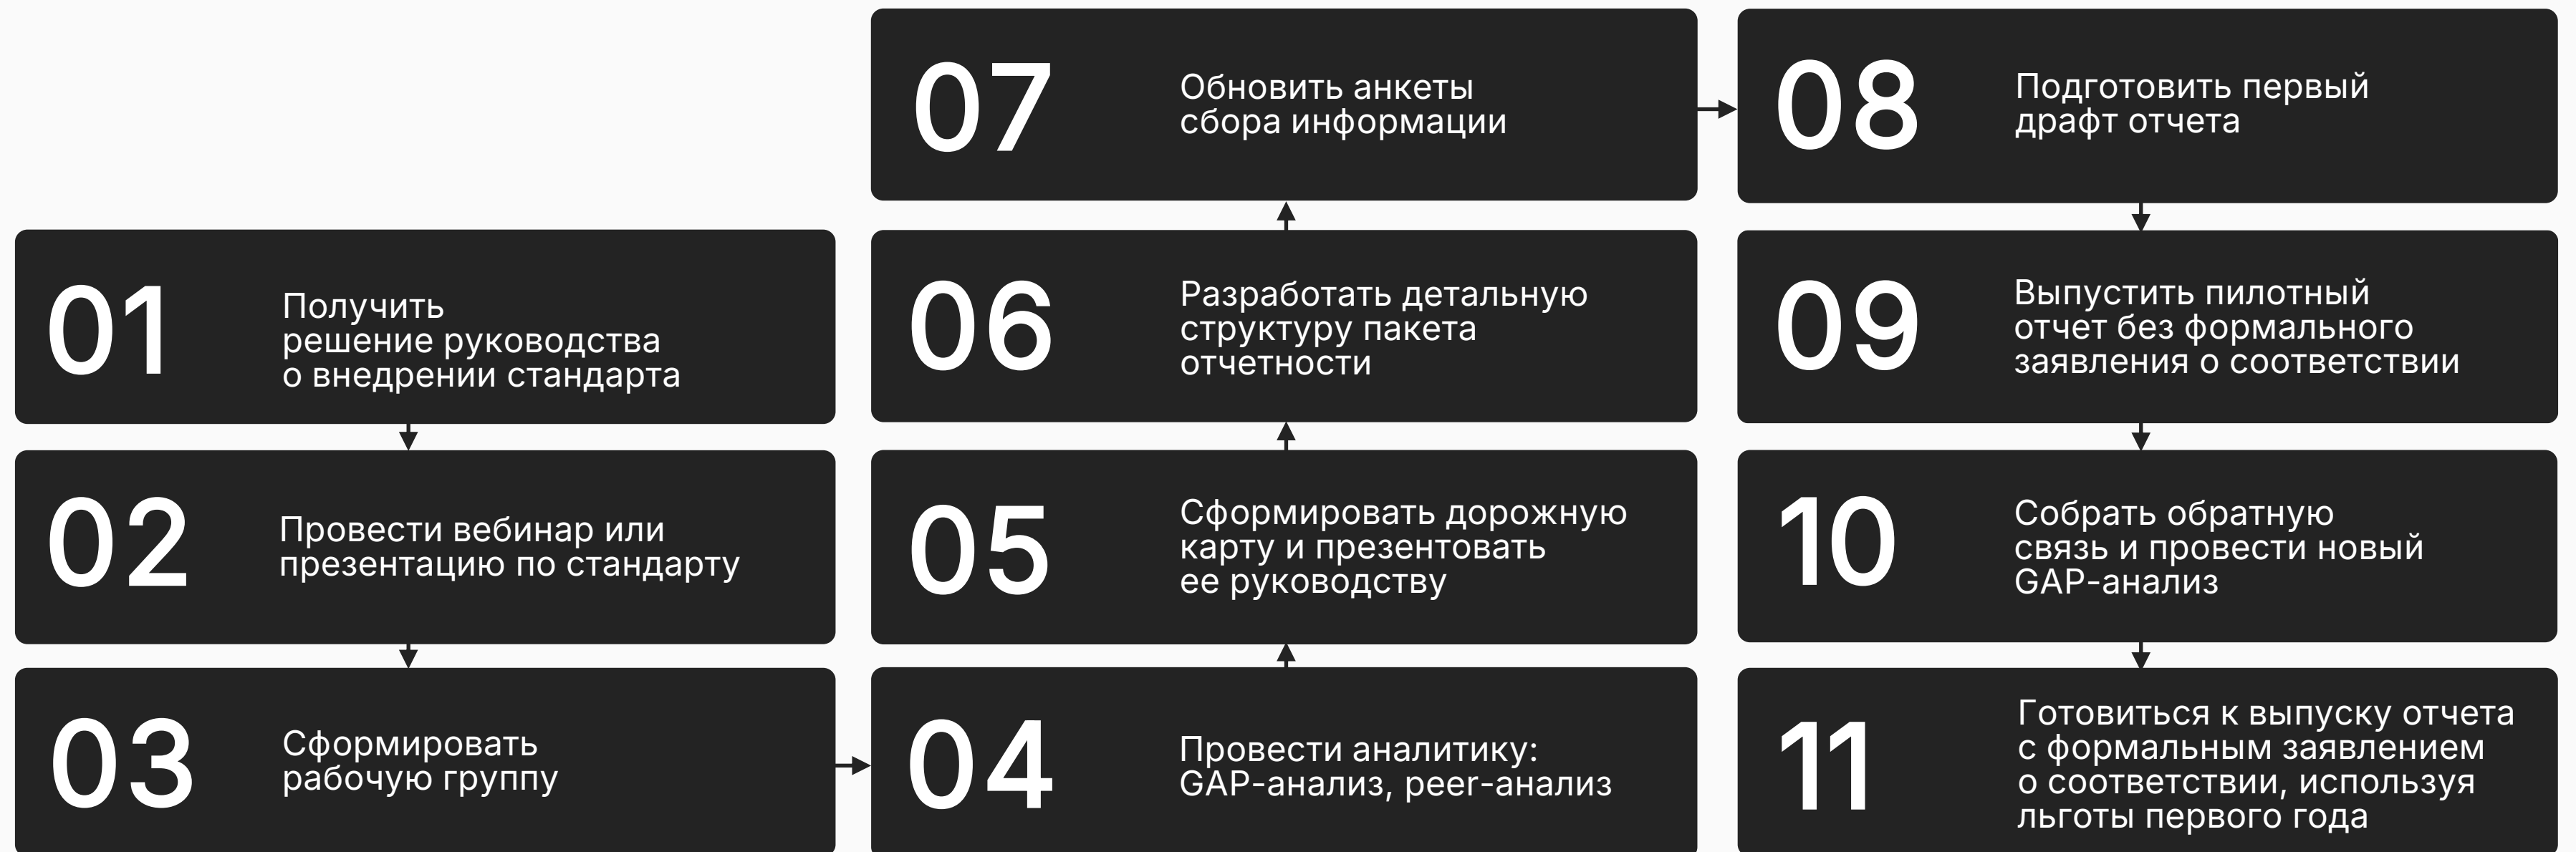 01
Получить
решение руководства
о внедрении стандарта
02
Провести вебинар или
презентацию по стандарту
03
Сформировать
рабочую группу
04
Провести аналитику:
GAP-анализ, peer-анализ
05
Сформировать дорожную
карту и презентовать
ее руководству
06
Разработать детальную
структуру пакета
отчетности
07
Обновить анкеты
сбора информации
08
Подготовить первый
драфт отчета
09
Выпустить пилотный
отчет без формального
заявления о соответствии
10
Собрать обратную
связь и провести новый
GAP-анализ
11
Готовиться к выпуску отчета
с формальным заявлением
о соответствии, используя
льготы первого года